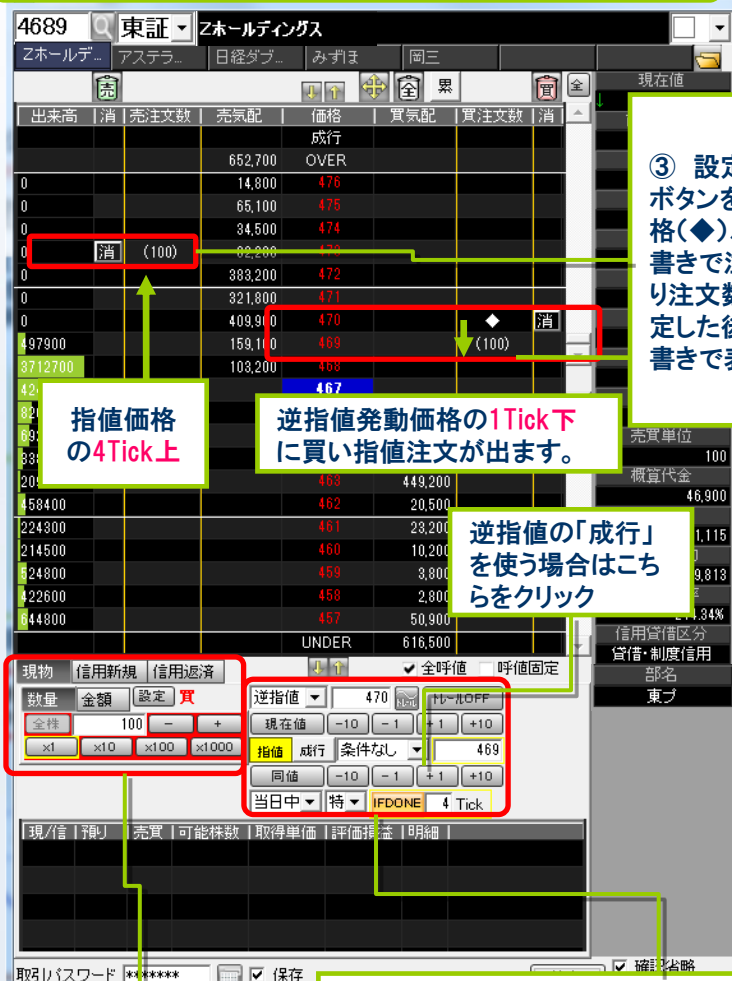 4689 東証 Zホールディングス
Zホールデ... アステラ... 日経ダブ... みずほ 岡三
売 全 累 買 全 現在値
出来高 消 売注文数 売気配 価格 買気配 買注文数 消
成行
652,700 OVER
0 14,800 476
0 65,100 475
0 34,500 474
0 消 (100)
0 383,200 472
0 321,800 471
0 470 ◆ 消
497900 469 (100)
3712700 103,200 468
467
③ 設定
ボタンを
格(◆)、
書きで注
り注文数
定した後
書きで表
指値価格
の4Tick上
逆指値発動価格の1Tick下
に買い指値注文が出ます。
売買単位
100
概算代金
46,900
463 449,200
458400 462 20,500
224300 461 23,200
214500 460 10,200
524800 459 3,800
422600 458 2,800
644800 457 50,900
UNDER 616,500
逆指値の「成行」
を使う場合はこち
らをクリック
信用貸借区分
貸借・制度信用
部名
東プ
現物 信用新規 信用返済 全呼値 呼値固定
数量 金額 設定 買
全株 100 − +
×1 ×10 ×100 ×1000
逆指値 470 トレールOFF
現在値 −10 −1 +1 +10
指値 成行 条件なし 469
同値 −10 −1 +1 +10
当日中 特 IFDONE 4 Tick
現/信 預り 売買 可能株数 取得単価 評価損益 明細
取引パスワード ******* 保存 確認省略